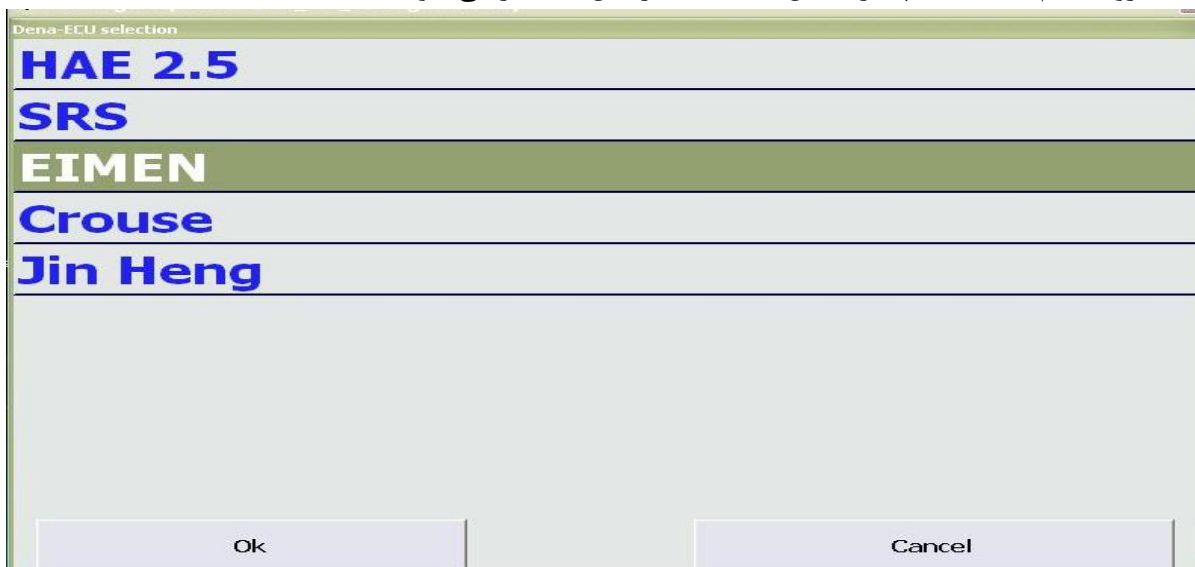 Dena-ECU selection
HAE 2.5
SRS
EIMEN
Crouse
Jin Heng
Ok
Cancel